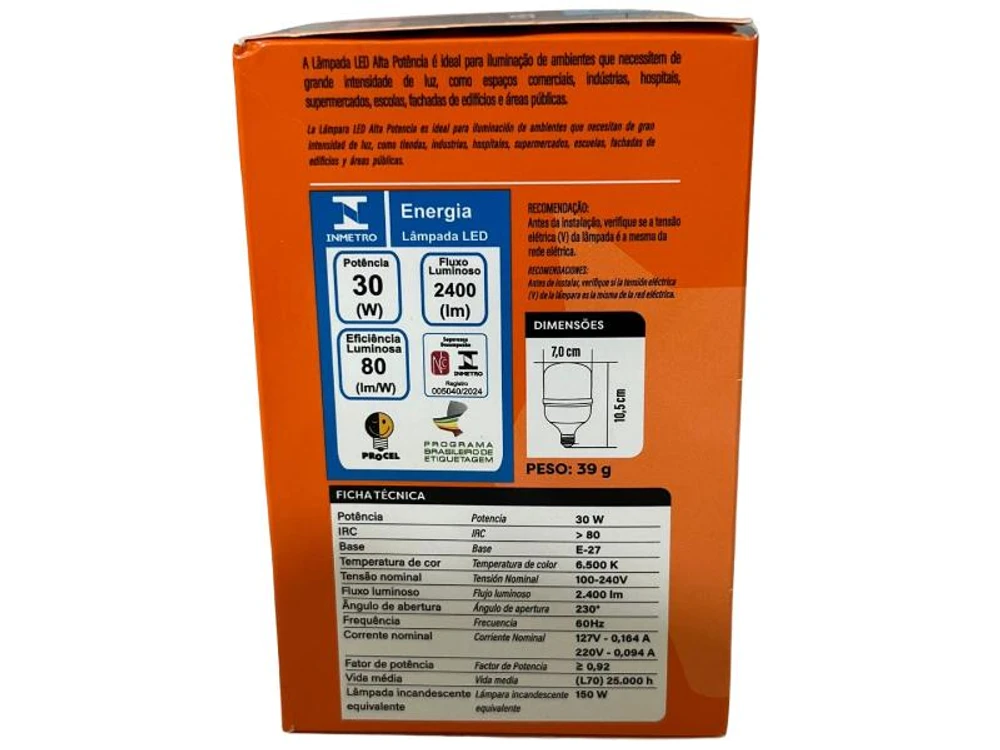 A Lâmpada LED Alta Potência é ideal para iluminação de ambientes que necessitem de
grande intensidade de luz, como espaços comerciais, indústrias, hospitais,
supermercados, escolas, fachadas de edifícios e áreas públicas.
La Lámpara LED Alta Potencia es ideal para iluminación de ambientes que necesitan de gran
intensidad de luz, como tiendas, industrias, hospitales, supermercados, escuelas, fachadas de
edificios y áreas públicas.
INMETRO
Energia
Lâmpada LED
Potência
30
(W)
Fluxo
Luminoso
2400
(lm)
Eficiência
Luminosa
80
(lm/W)
Segurança
Desempenho
NCC
INMETRO
Registro
005040/2024
PROCEL
PROGRAMA
BRASILEIRO DE
ETIQUETAGEM
RECOMENDAÇÃO:
Antes da instalação, verifique se a tensão
elétrica (V) da lâmpada é a mesma da
rede elétrica.
RECOMENDACIONES:
Antes de instalar, verifique si la tensión eléctrica
(V) de la lámpara es la misma de la red eléctrica.
DIMENSÕES
7,0 cm
10,5 cm
PESO: 39 g
FICHA TÉCNICA
Potência Potencia 30 W
IRC IRC > 80
Base Base E-27
Temperatura de cor Temperatura de color 6.500 K
Tensão nominal Tensión Nominal 100-240V
Fluxo luminoso Flujo luminoso 2.400 lm
Ângulo de abertura Ángulo de apertura 230°
Frequência Frecuencia 60Hz
Corrente nominal Corriente Nominal 127V - 0,164 A
220V - 0,094 A
Fator de potência Factor de Potencia ≥ 0,92
Vida média Vida media (L70) 25.000 h
Lâmpada incandescente Lámpara incandescente 150 W
equivalente equivalente